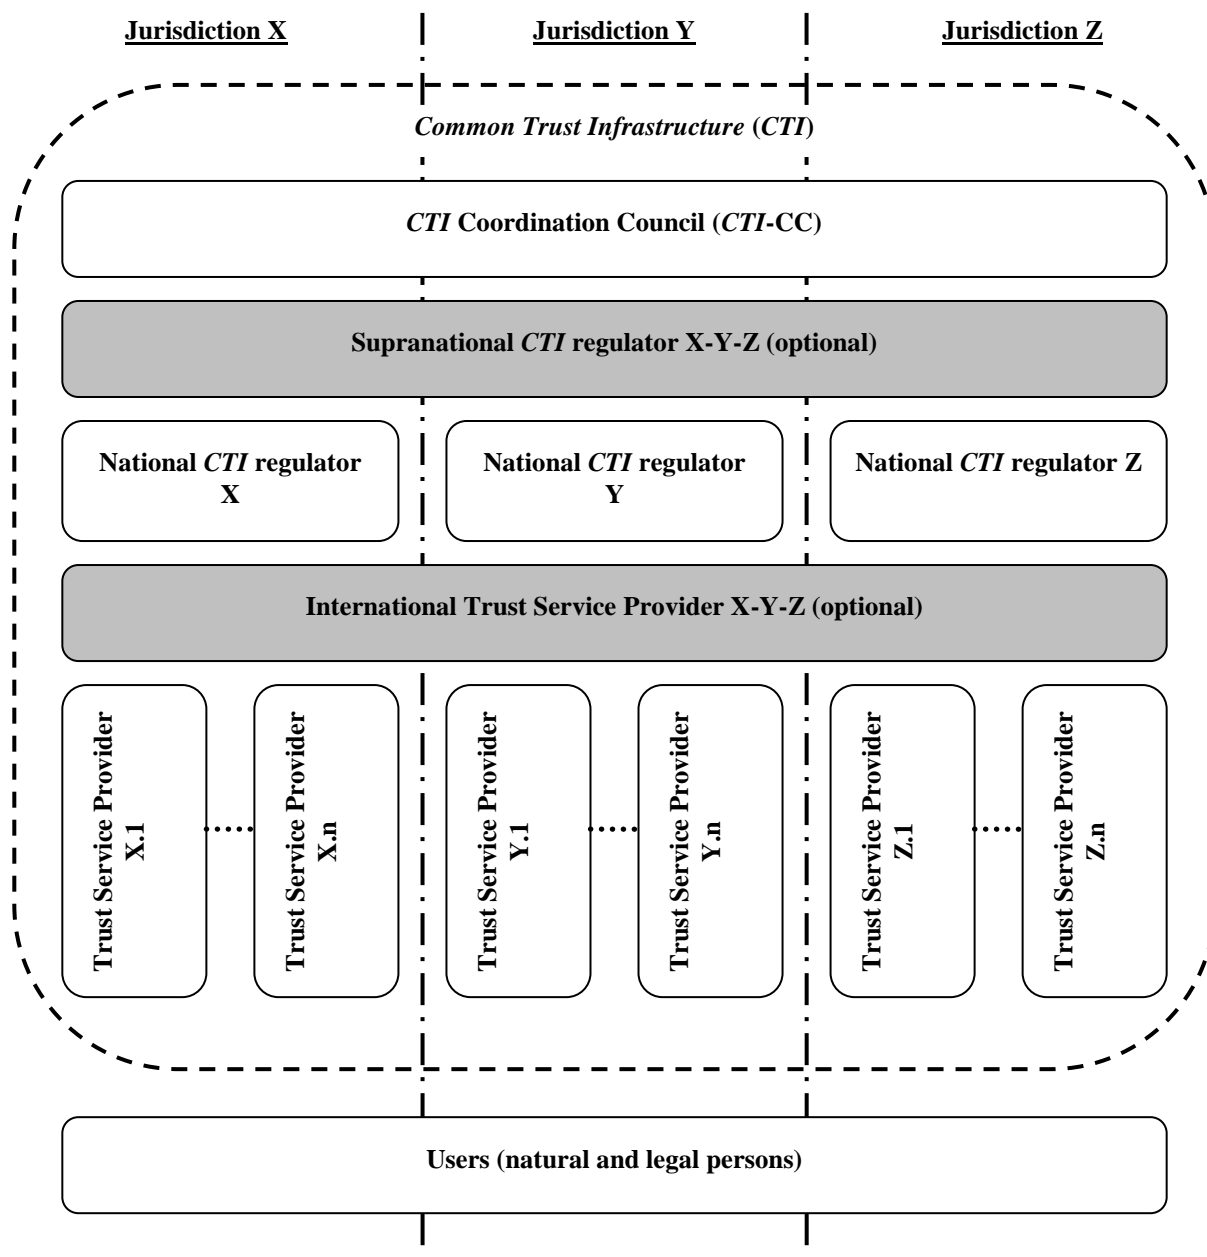 Jurisdiction X
Jurisdiction Y
Jurisdiction Z
Common Trust Infrastructure (CTI)
CTI Coordination Council (CTI-CC)
Supranational CTI regulator X-Y-Z (optional)
National CTI regulator
X
National CTI regulator
Y
National CTI regulator Z
International Trust Service Provider X-Y-Z (optional)
Trust Service Provider
X.1
Trust Service Provider
X.n
Trust Service Provider
Y.1
Trust Service Provider
Y.n
Trust Service Provider
Z.1
Trust Service Provider
Z.n
Users (natural and legal persons)